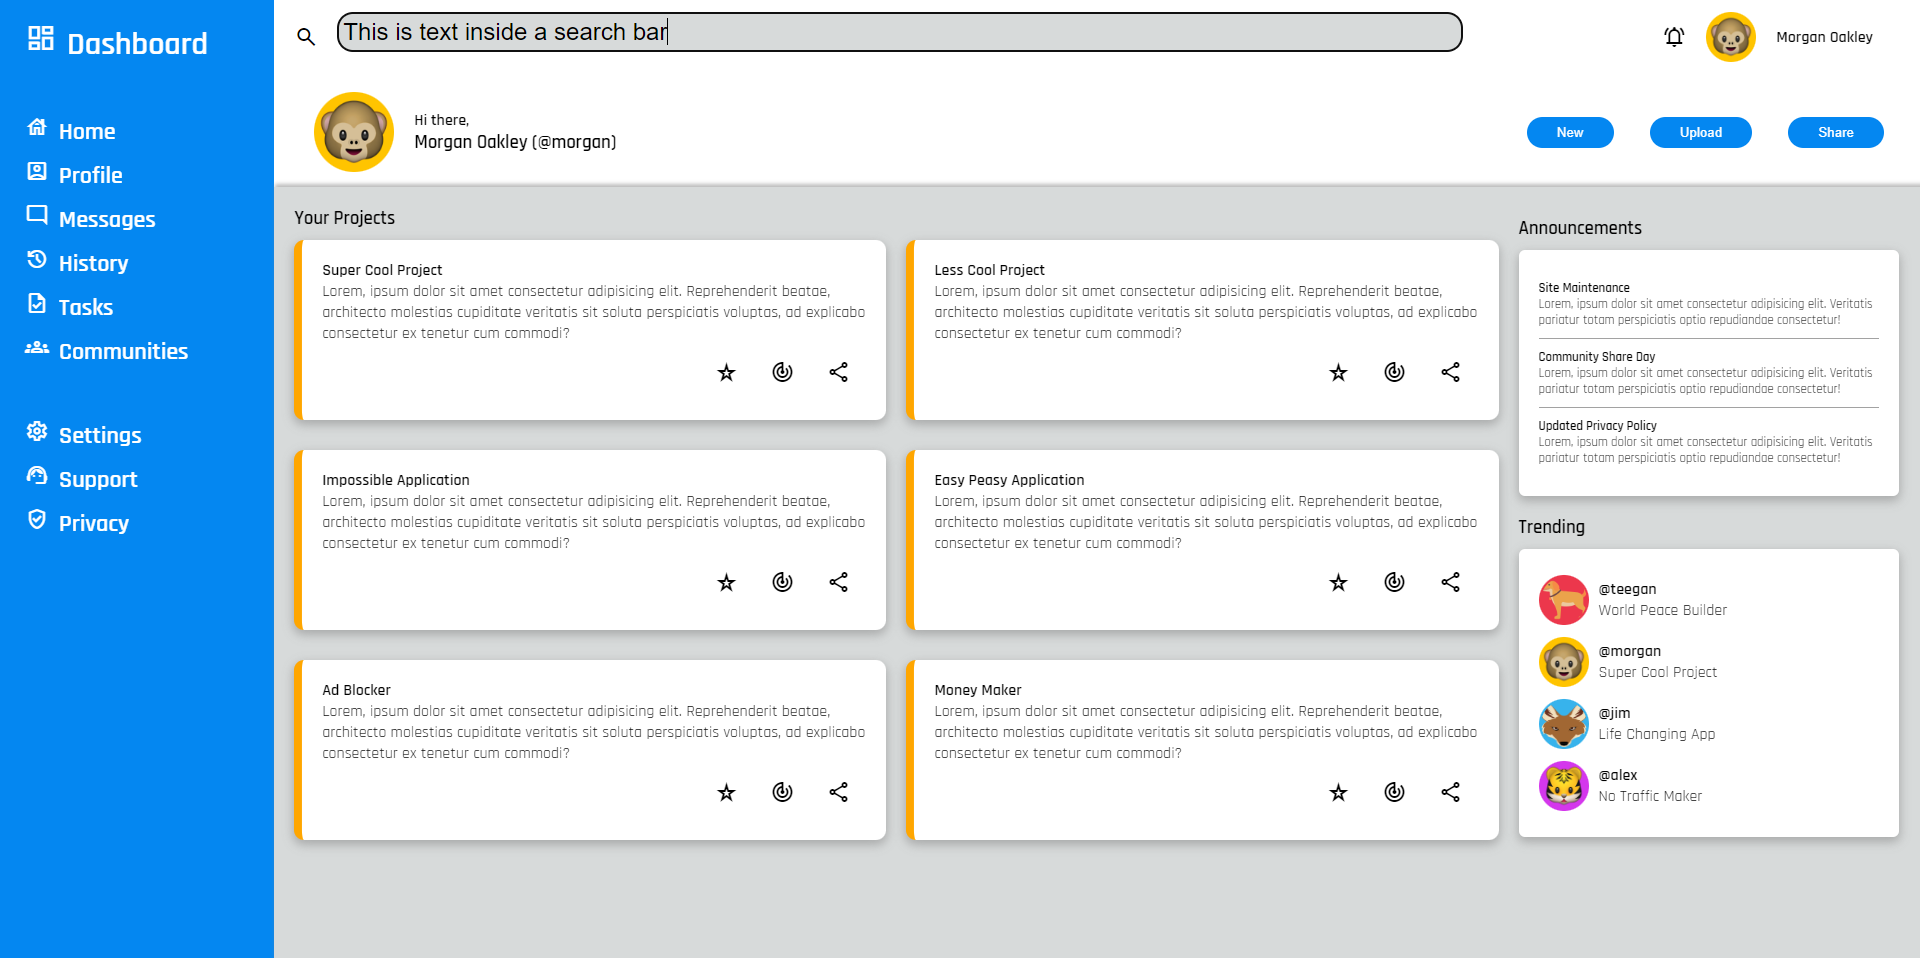 Dashboard
Home
Profile
Messages
History
Tasks
Communities
Settings
Support
Privacy
This is text inside a search bar
Morgan Oakley
Hi there,
Morgan Oakley (@morgan)
New
Upload
Share
Your Projects
Super Cool Project
Lorem, ipsum dolor sit amet consectetur adipisicing elit. Reprehenderit beatae,
architecto molestias cupiditate veritatis sit soluta perspiciatis voluptas, ad explicabo
consectetur ex tenetur cum commodi?
Less Cool Project
Lorem, ipsum dolor sit amet consectetur adipisicing elit. Reprehenderit beatae,
architecto molestias cupiditate veritatis sit soluta perspiciatis voluptas, ad explicabo
consectetur ex tenetur cum commodi?
Impossible Application
Lorem, ipsum dolor sit amet consectetur adipisicing elit. Reprehenderit beatae,
architecto molestias cupiditate veritatis sit soluta perspiciatis voluptas, ad explicabo
consectetur ex tenetur cum commodi?
Easy Peasy Application
Lorem, ipsum dolor sit amet consectetur adipisicing elit. Reprehenderit beatae,
architecto molestias cupiditate veritatis sit soluta perspiciatis voluptas, ad explicabo
consectetur ex tenetur cum commodi?
Ad Blocker
Lorem, ipsum dolor sit amet consectetur adipisicing elit. Reprehenderit beatae,
architecto molestias cupiditate veritatis sit soluta perspiciatis voluptas, ad explicabo
consectetur ex tenetur cum commodi?
Money Maker
Lorem, ipsum dolor sit amet consectetur adipisicing elit. Reprehenderit beatae,
architecto molestias cupiditate veritatis sit soluta perspiciatis voluptas, ad explicabo
consectetur ex tenetur cum commodi?
Announcements
Site Maintenance
Lorem, ipsum dolor sit amet consectetur adipisicing elit. Veritatis
pariatur totam perspiciatis optio repudiandae consectetur!
Community Share Day
Lorem, ipsum dolor sit amet consectetur adipisicing elit. Veritatis
pariatur totam perspiciatis optio repudiandae consectetur!
Updated Privacy Policy
Lorem, ipsum dolor sit amet consectetur adipisicing elit. Veritatis
pariatur totam perspiciatis optio repudiandae consectetur!
Trending
@teegan
World Peace Builder
@morgan
Super Cool Project
@jim
Life Changing App
@alex
No Traffic Maker